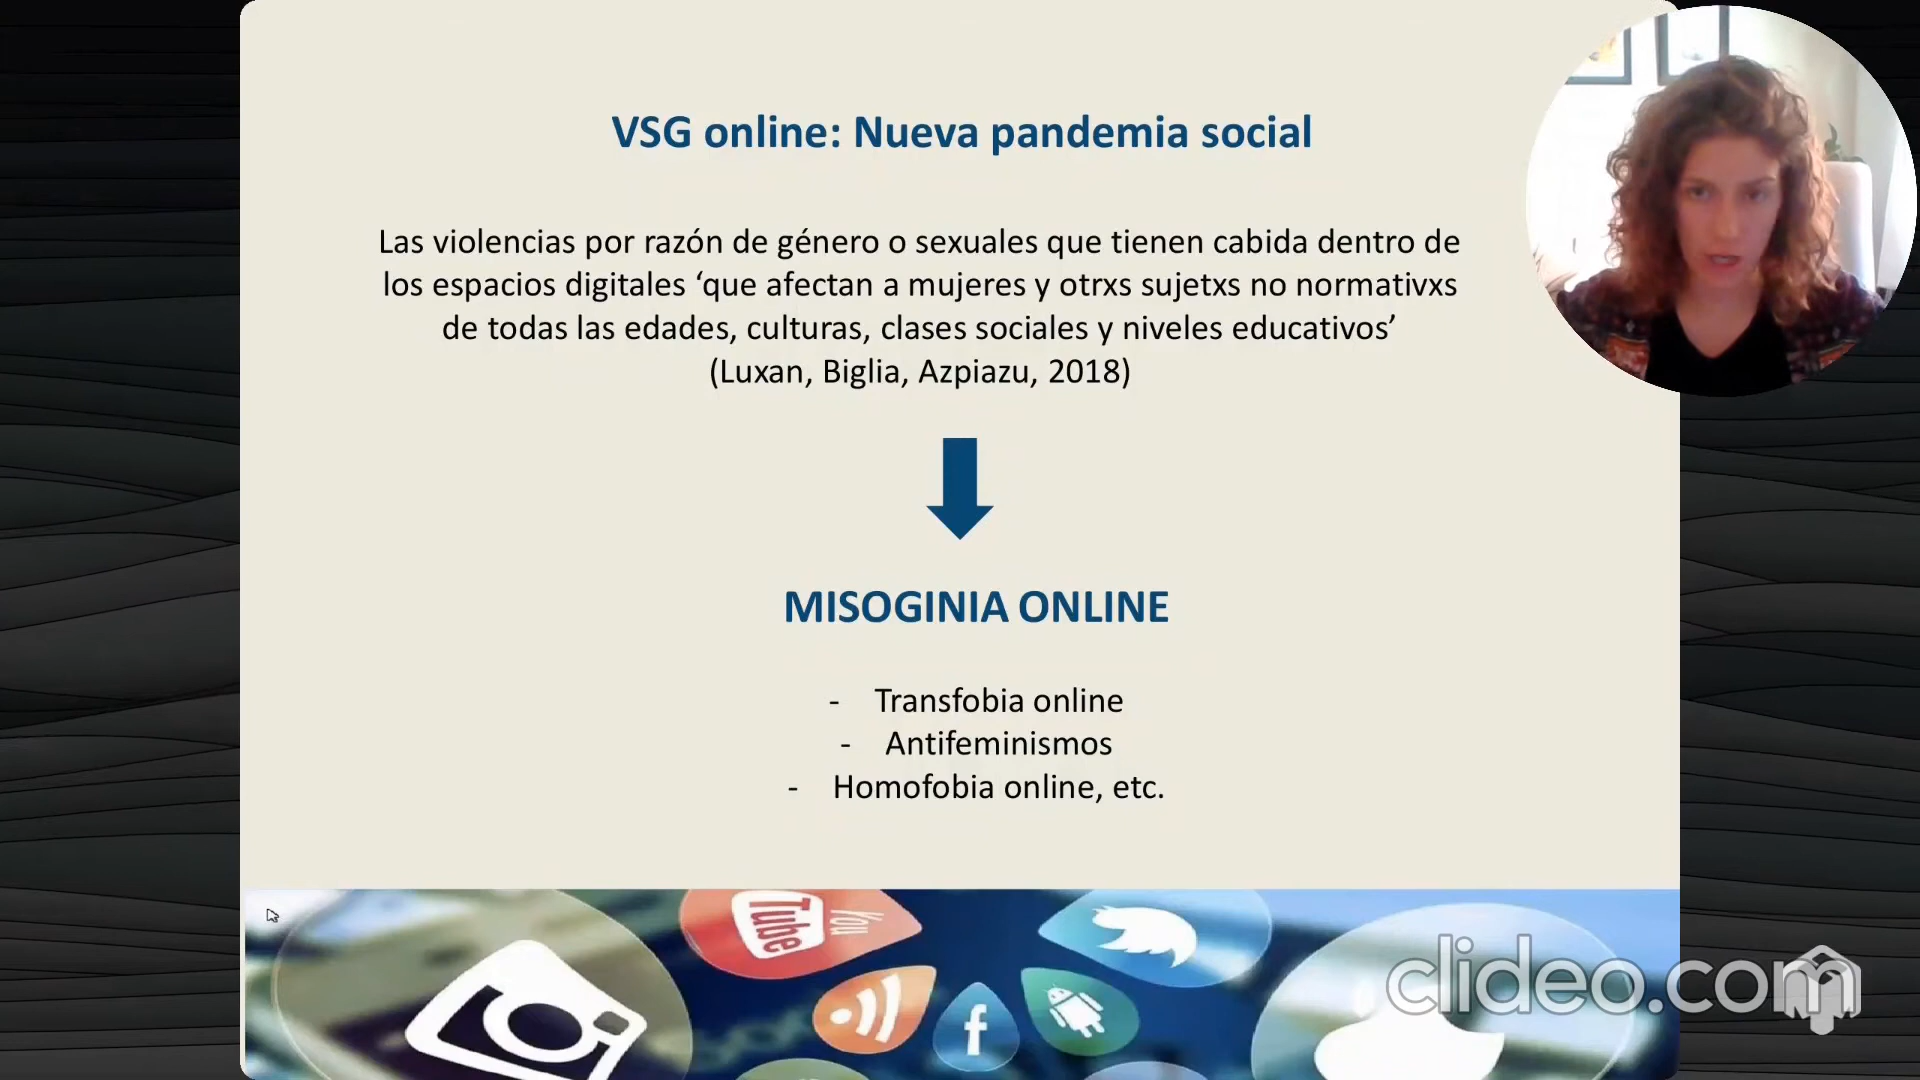 VSG online: Nueva pandemia social
Las violencias por razón de género o sexuales que tienen cabida dentro de
los espacios digitales ‘que afectan a mujeres y otrxs sujetxs no normativxs
de todas las edades, culturas, clases sociales y niveles educativos’
(Luxan, Biglia, Azpiazu, 2018)
MISOGINIA ONLINE
- Transfobia online
- Antifeminismos
- Homofobia online, etc.
You
Tube
f
clideo.com